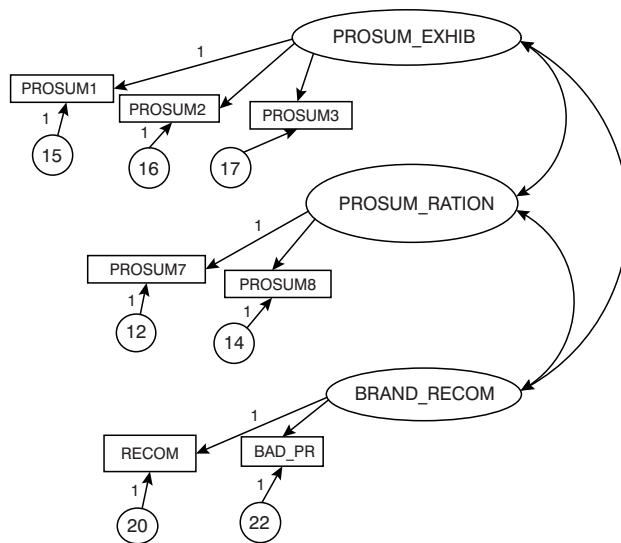 PROSUM_EXHIB
1
PROSUM1
PROSUM2
PROSUM3
1
1
15
16
17
PROSUM_RATION
1
PROSUM7
PROSUM8
1
1
12
14
BRAND_RECOM
1
RECOM
BAD_PR
1
1
20
22